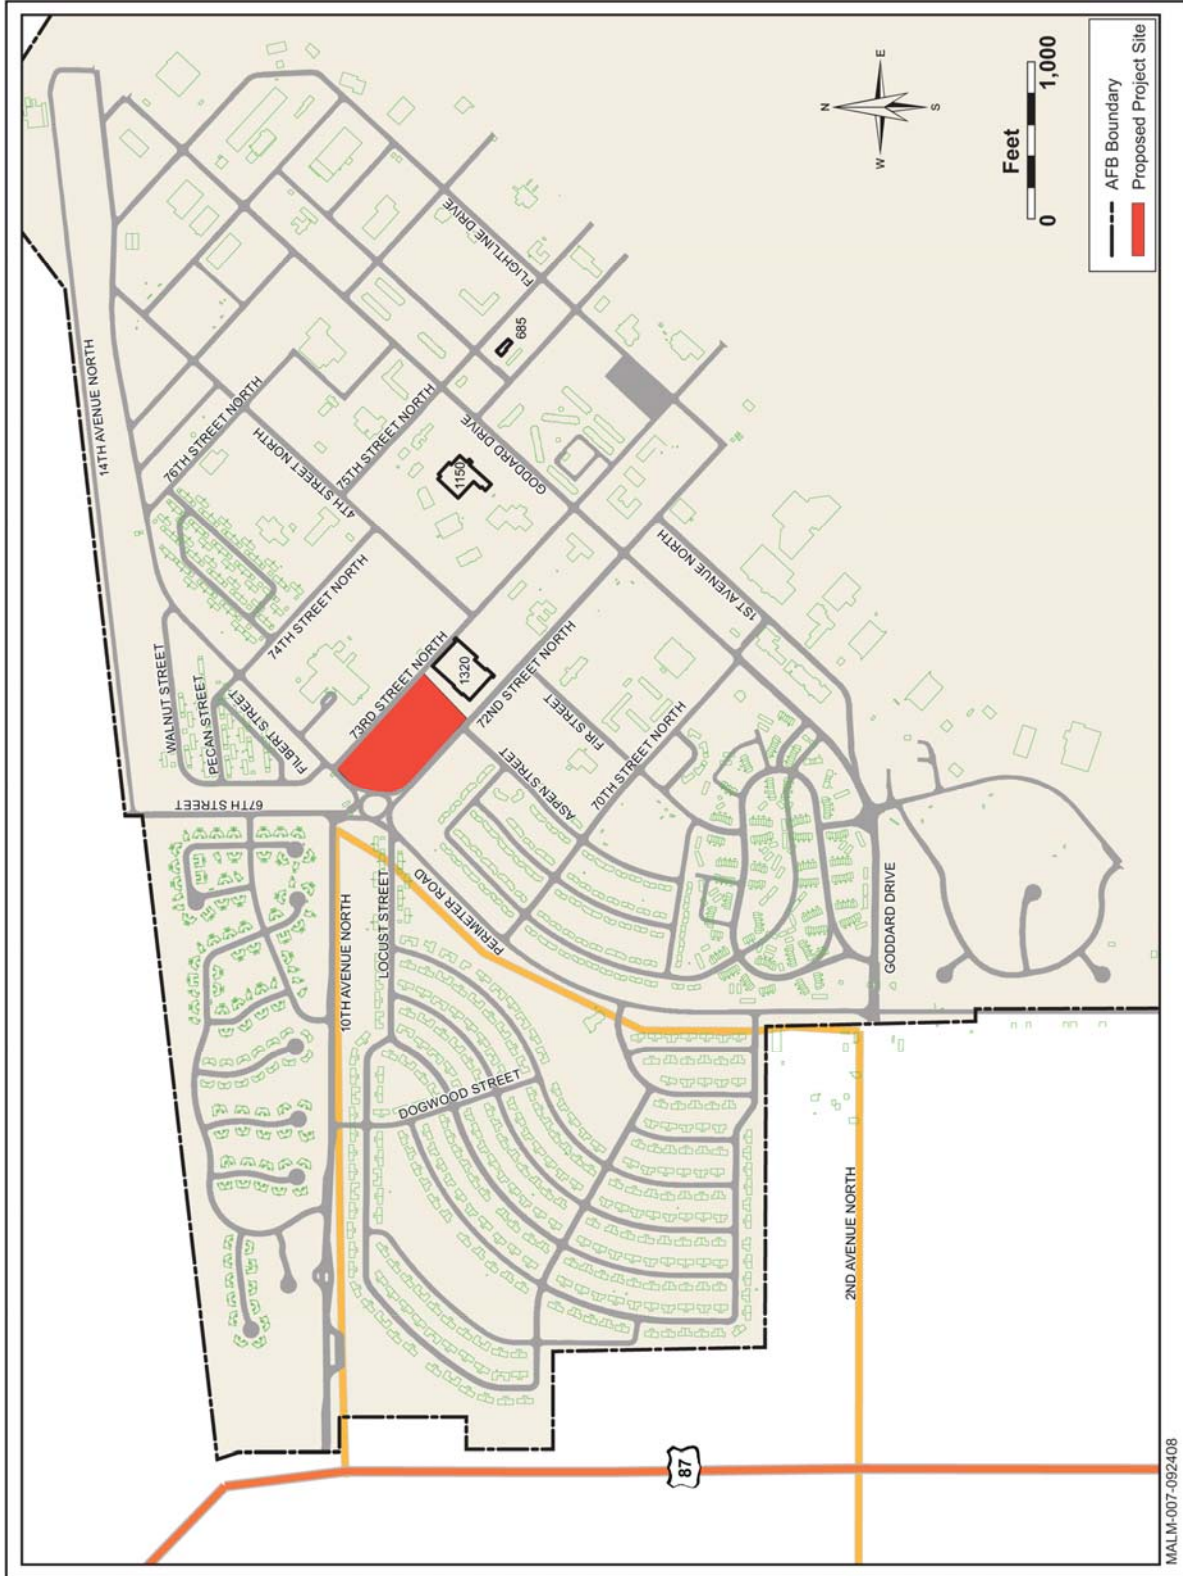 14TH AVENUE NORTH
76TH STREET NORTH
4TH STREET NORTH
75TH STREET NORTH
FLIGHTLINE DRIVE
685
GODDARD DRIVE
1150
74TH STREET NORTH
WALNUT STREET
PECAN STREET
FILBERT STREET
73RD STREET NORTH
1320
72ND STREET NORTH
1ST AVENUE NORTH
FIR STREET
ASPEN STREET
70TH STREET NORTH
67TH STREET
10TH AVENUE NORTH
LOCUST STREET
PERIMETER ROAD
GODDARD DRIVE
DOGWOOD STREET
2ND AVENUE NORTH
87
N
W
E
S
Feet
0
1,000
AFB Boundary
Proposed Project Site
MALM-007-092408